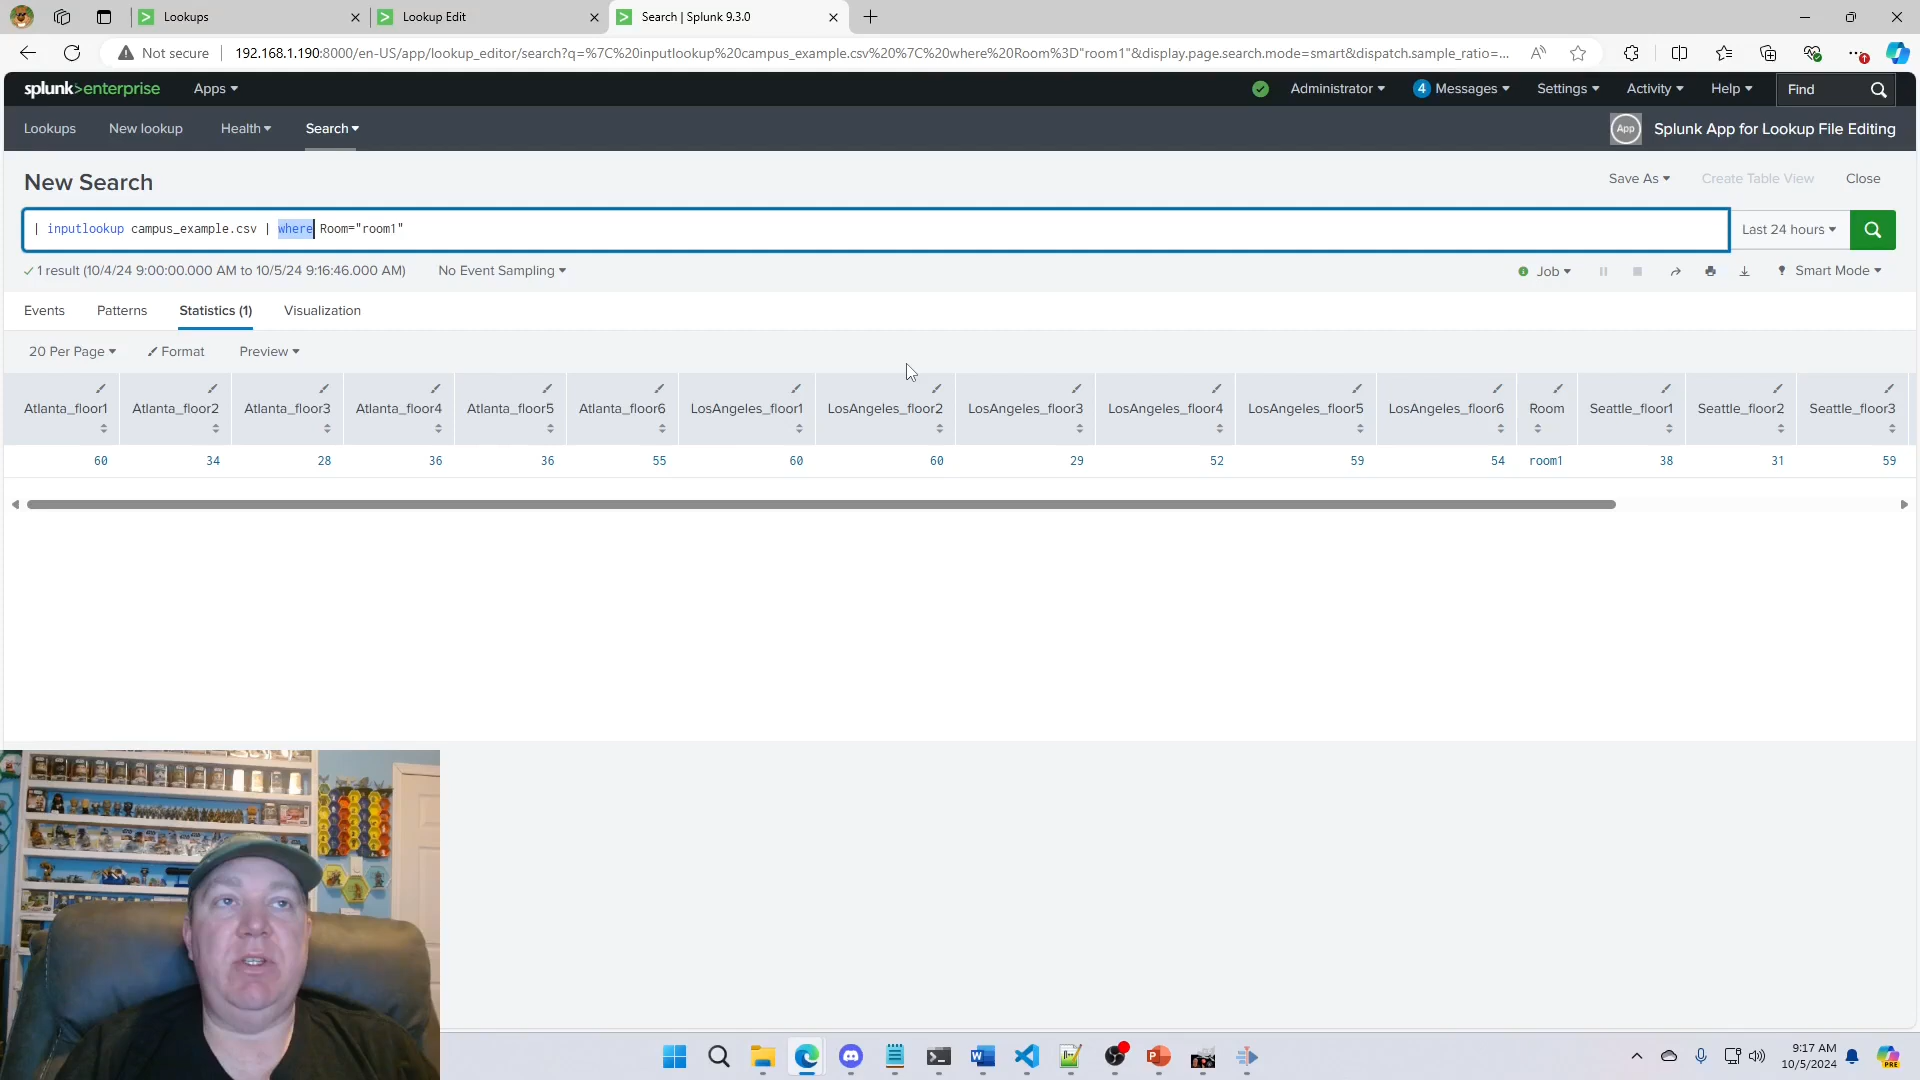 Lookups
Lookup Edit
Search | Splunk 9.3.0
Not secure
192.168.1.190:8000/en-US/app/lookup_editor/search?q=%7C%20inputlookup%20campus_example.csv%20%7C%20where%20Room%3D"room1"&display.page.search.mode=smart&dispatch.sample_ratio=...
splunk>enterprise
Apps
Administrator
4 Messages
Settings
Activity
Help
Find
Lookups
New lookup
Health
Search
App
Splunk App for Lookup File Editing
New Search
Save As
Create Table View
Close
| inputlookup campus_example.csv | where Room="room1"
Last 24 hours
1 result (10/4/24 9:00:00.000 AM to 10/5/24 9:16:46.000 AM)
No Event Sampling
Job
Smart Mode
Events
Patterns
Statistics (1)
Visualization
20 Per Page
Format
Preview
Atlanta_floor1 Atlanta_floor2 Atlanta_floor3 Atlanta_floor4 Atlanta_floor5 Atlanta_floor6 LosAngeles_floor1 LosAngeles_floor2 LosAngeles_floor3 LosAngeles_floor4 LosAngeles_floor5 LosAngeles_floor6 Room Seattle_floor1 Seattle_floor2 Seattle_floor3
60 34 28 36 36 55 60 60 29 52 59 54 room1 38 31 59
9:17 AM
10/5/2024
PRE